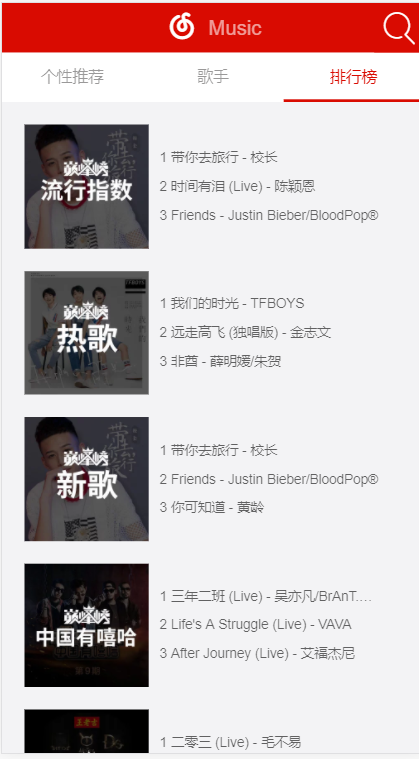 Music
个性推荐
歌手
排行榜
巅峰榜
流行指数
1 带你去旅行 - 校长
2 时间有泪 (Live) - 陈颖恩
3 Friends - Justin Bieber/BloodPop®
巅峰榜
热歌
1 我们的时光 - TFBOYS
2 远走高飞 (独唱版) - 金志文
3 非酋 - 薛明媛/朱贺
巅峰榜
新歌
1 带你去旅行 - 校长
2 Friends - Justin Bieber/BloodPop®
3 你可知道 - 黄龄
巅峰榜
中国有嘻哈
第9期
1 三年二班 (Live) - 吴亦凡/BrAnT.…
2 Life's A Struggle (Live) - VAVA
3 After Journey (Live) - 艾福杰尼
王者全
1 二零三 (Live) - 毛不易